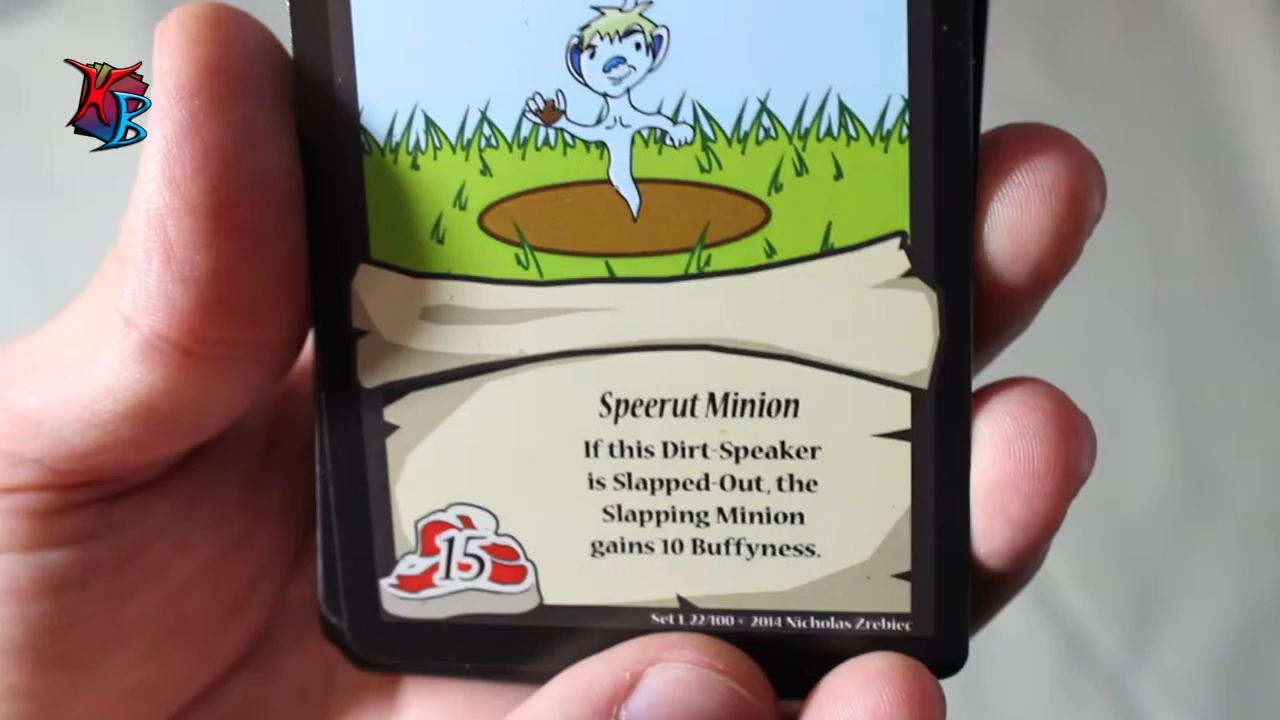 KB
Speerut Minion
If this Dirt-Speaker
is Slapped-Out, the
Slapping Minion
gains 10 Buffyness.
15
Set 1, 22/100 © 2014 Nicholas Zrebiec